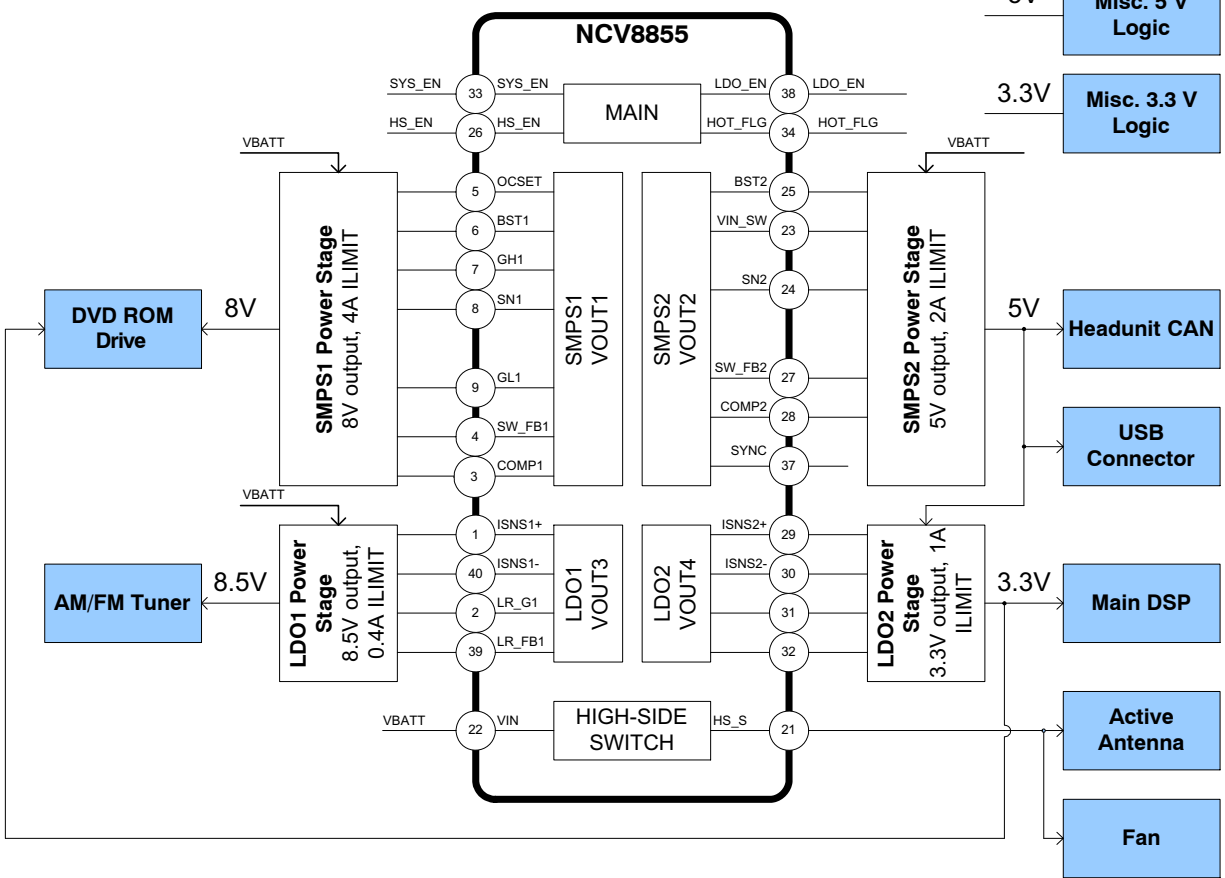 5V
Misc. 5 V
Logic
NCV8855
3.3V
Misc. 3.3 V
Logic
SYS_EN
33
SYS_EN
MAIN
LDO_EN
38
LDO_EN
HS_EN
26
HS_EN
HOT_FLG
34
HOT_FLG
VBATT
VBATT
SMPS1 Power Stage
8V output, 4A ILIMIT
5
OCSET
6
BST1
7
GH1
8
SN1
9
GL1
4
SW_FB1
3
COMP1
SMPS1
VOUT1
SMPS2
VOUT2
BST2
25
VIN_SW
23
SN2
24
SW_FB2
27
COMP2
28
SYNC
37
SMPS2 Power Stage
5V output, 2A ILIMIT
DVD ROM
Drive
8V
5V
Headunit CAN
USB
Connector
VBATT
LDO1 Power
Stage
8.5V output,
0.4A ILIMIT
1
ISNS1+
40
ISNS1-
2
LR_G1
39
LR_FB1
LDO1
VOUT3
LDO2
VOUT4
ISNS2+
29
ISNS2-
30
31
32
LDO2 Power
Stage
3.3V output, 1A
ILIMIT
AM/FM Tuner
8.5V
3.3V
Main DSP
VBATT
22
VIN
HIGH-SIDE
SWITCH
HS_S
21
Active
Antenna
Fan